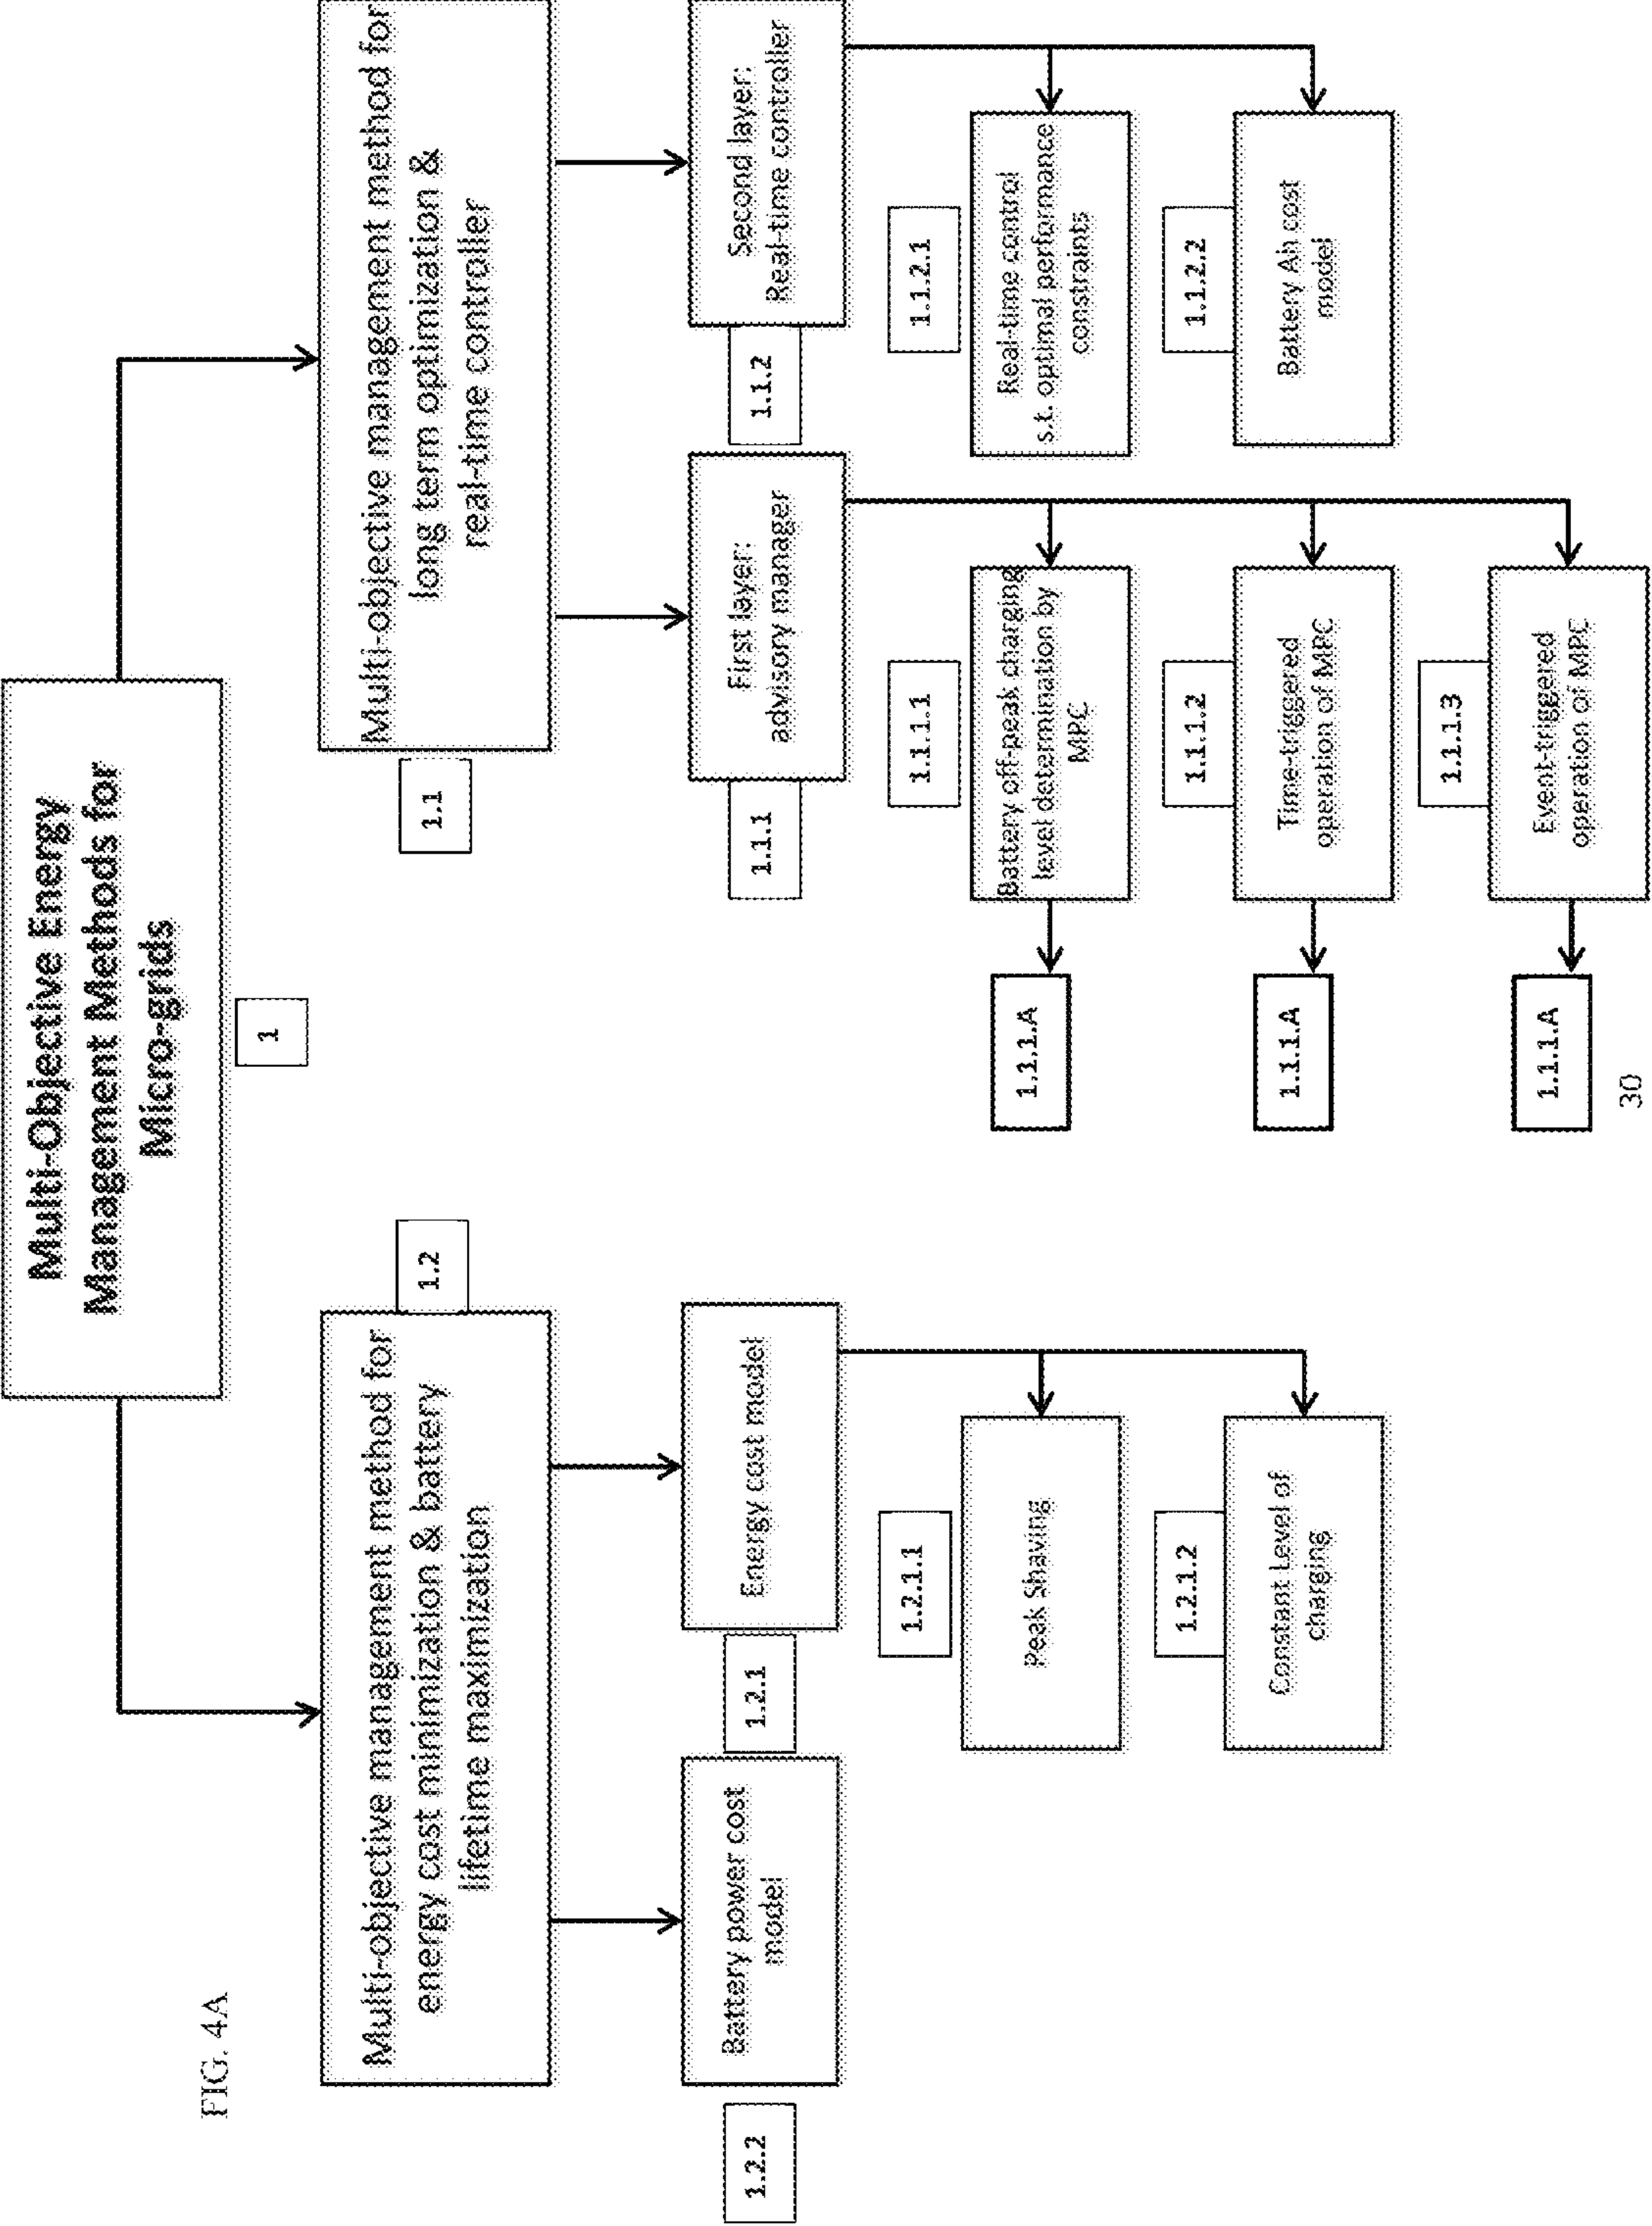 FIG. 4A
Multi-Objective Energy
Management Methods for
Micro-grids
1
Multi-objective management method for
energy cost minimization & battery
lifetime maximization
1.2
Multi-objective management method for
long term optimization &
real-time controller
1.1
1.2.2
Battery power cost
model
1.2.1
Energy cost model
1.1.1
First layer:
advisory manager
1.1.2
Second layer:
Real-time controller
1.2.1.1
Peak Shaving
1.2.1.2
Constant Level of
charging
1.1.1.1
Battery off-peak charging
level determination by
MPC
1.1.1.A
1.1.2.1
Real-time control
s.t. optimal performance
constraints
1.1.1.2
Time-triggered
operation of MPC
1.1.1.A
1.1.2.2
Battery Ah cost
model
1.1.1.3
Event-triggered
operation of MPC
1.1.1.A
30